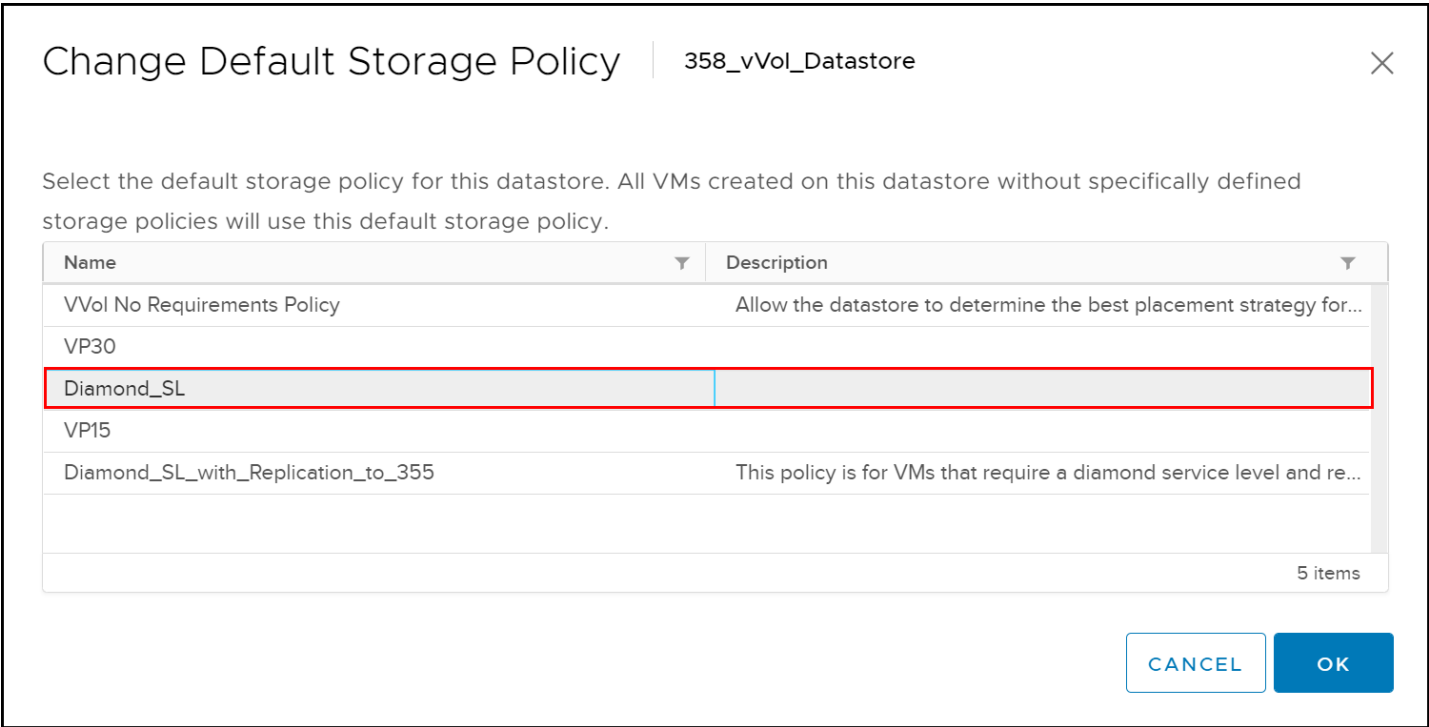 Change Default Storage Policy 358_vVol_Datastore
Select the default storage policy for this datastore. All VMs created on this datastore without specifically defined
storage policies will use this default storage policy.
Name Description
VVol No Requirements Policy Allow the datastore to determine the best placement strategy for...
VP30
Diamond_SL
VP15
Diamond_SL_with_Replication_to_355 This policy is for VMs that require a diamond service level and re...
5 items
CANCEL OK